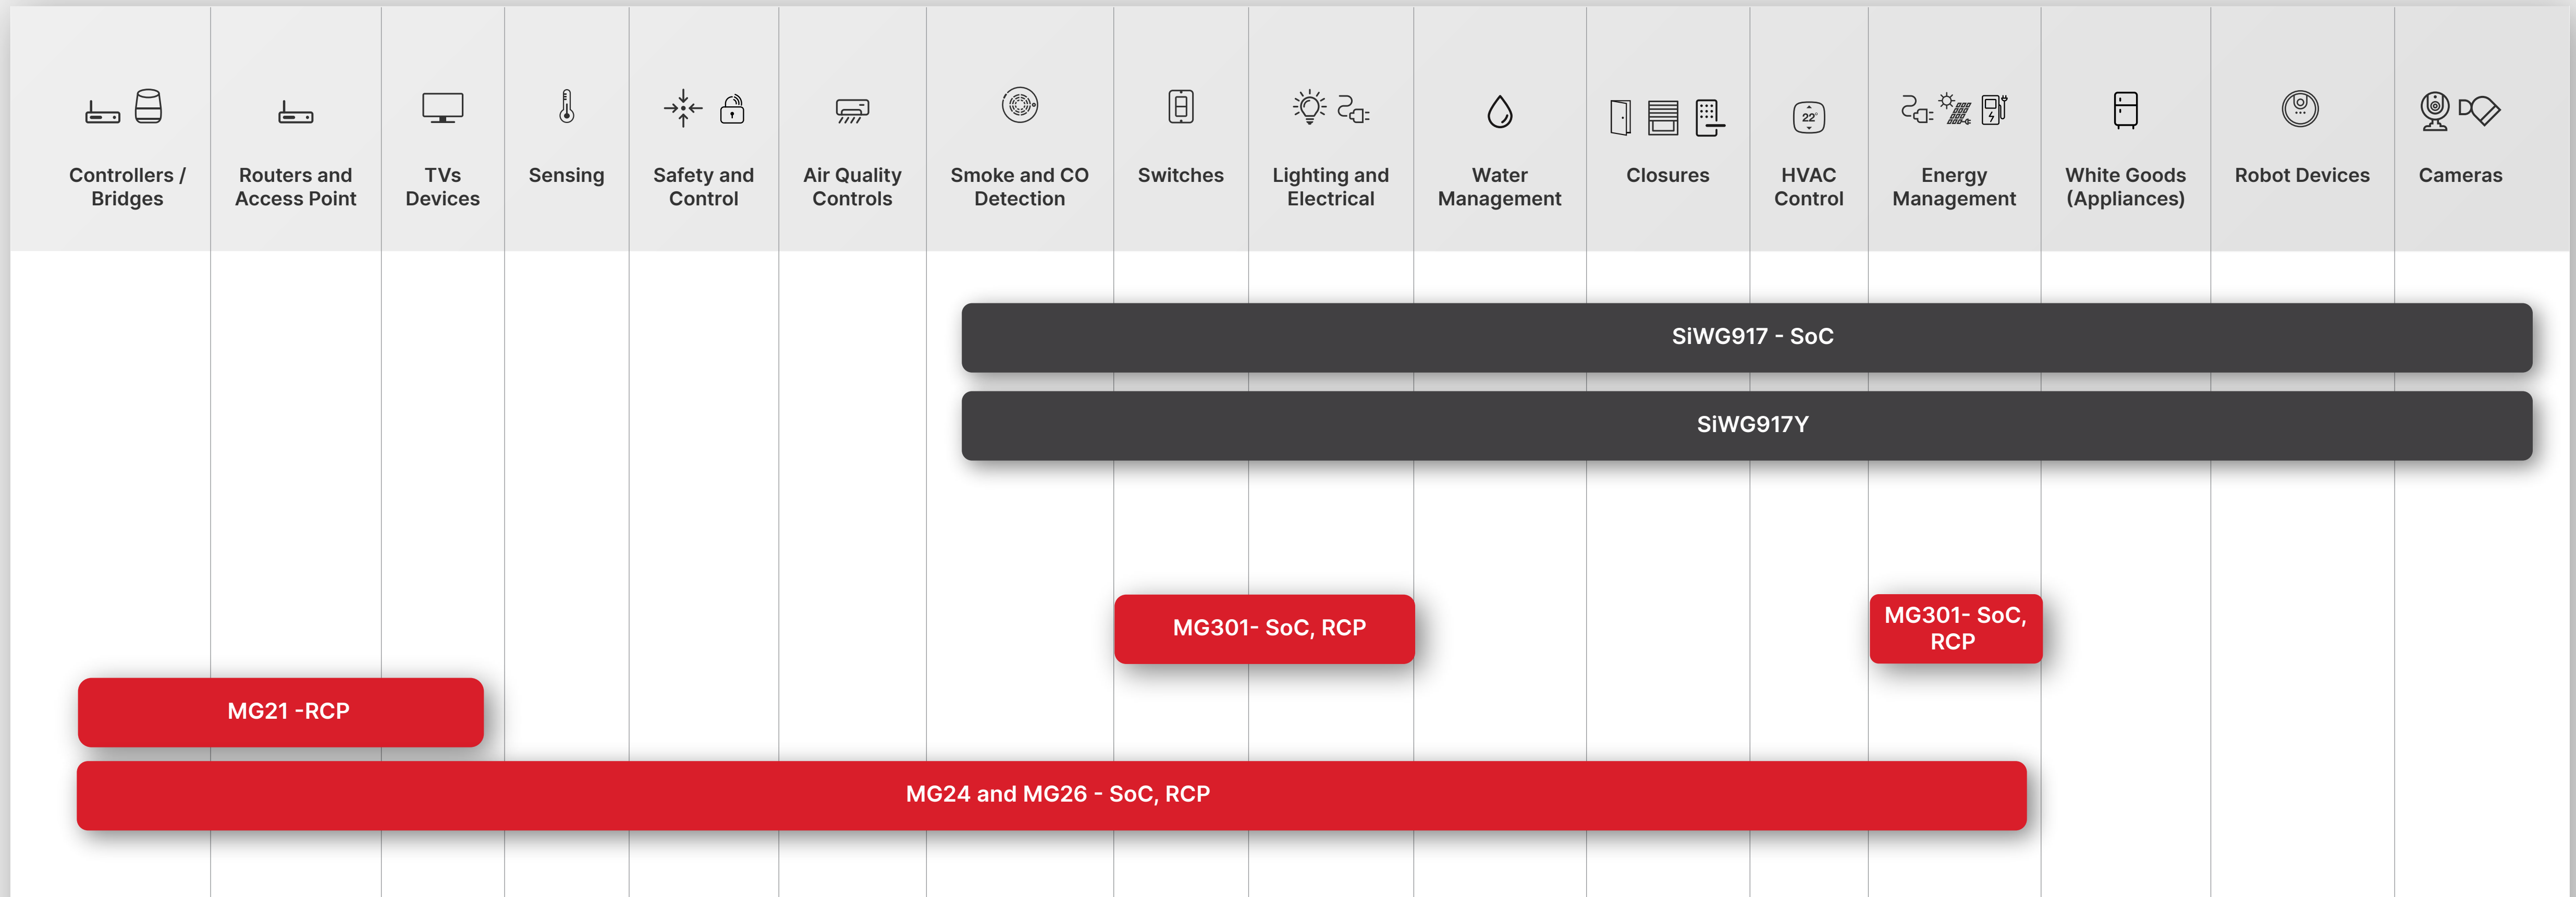 Controllers /
Bridges
Routers and
Access Point
TVs
Devices
Sensing
Safety and
Control
Air Quality
Controls
Smoke and CO
Detection
Switches
Lighting and
Electrical
Water
Management
Closures
22°
HVAC
Control
Energy
Management
White Goods
(Appliances)
Robot Devices
Cameras
SiWG917 - SoC
SiWG917Y
MG301- SoC, RCP
MG301- SoC,
RCP
MG21 -RCP
MG24 and MG26 - SoC, RCP